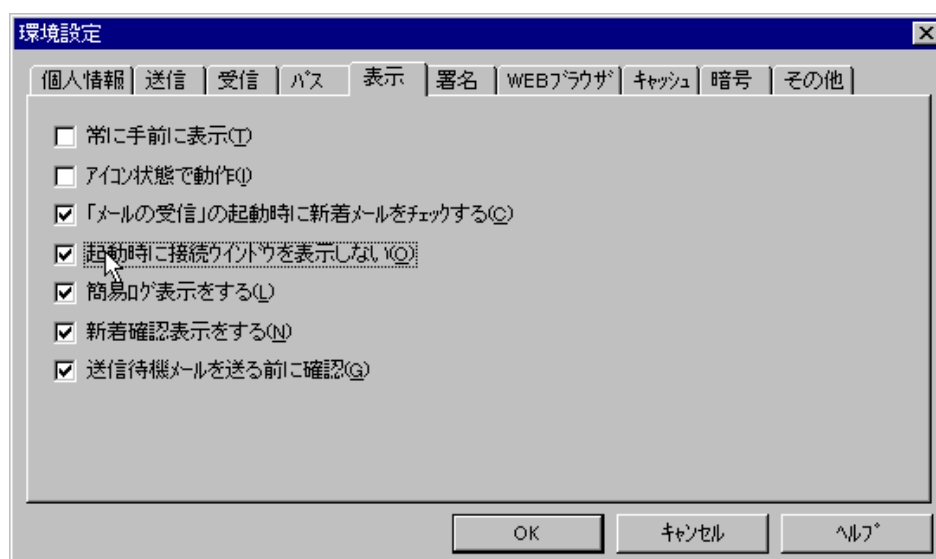 環境設定
個人情報 送信 受信 ﾊﾟｽ 表示 署名 WEBﾌﾞﾗｳｻﾞ ｷｬｯｼｭ 暗号 その他
常に手前に表示(T)
ｱｲｺﾝ状態で動作(I)
「ﾒｰﾙの受信」の起動時に新着ﾒｰﾙをﾁｪｯｸする(C)
起動時に接続ｳｲﾝﾄﾞｳを表示しない(O)
簡易ﾛｸﾞ表示をする(L)
新着確認表示をする(N)
送信待機ﾒｰﾙを送る前に確認(G)
OK ｷｬﾝｾﾙ ﾍﾙﾌﾟ